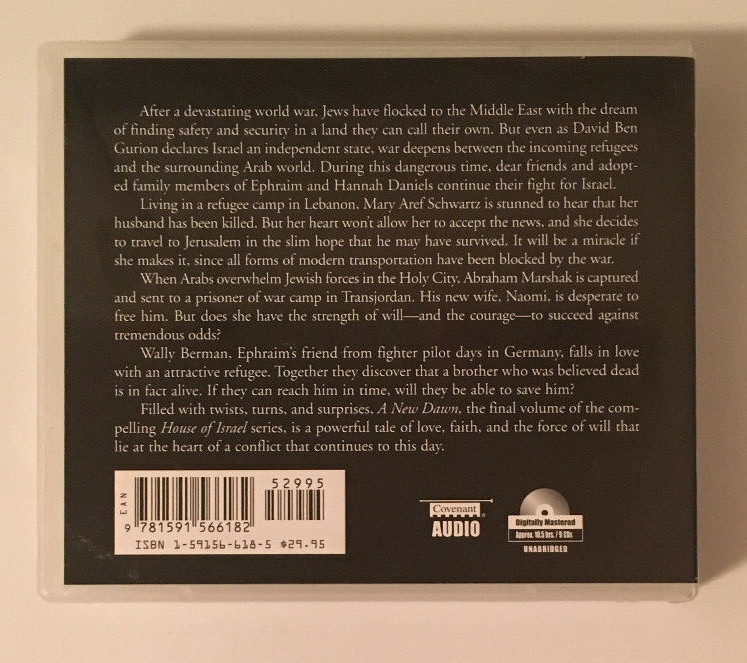 After a devastating world war, Jews have flocked to the Middle East with the dream
of finding safety and security in a land they can call their own. But even as David Ben
Gurion declares Israel an independent state, war deepens between the incoming refugees
and the surrounding Arab world. During this dangerous time, dear friends and adopt-
ed family members of Ephraim and Hannah Daniels continue their fight for Israel.
Living in a refugee camp in Lebanon, Mary Aref Schwartz is stunned to hear that her
husband has been killed. But her heart won't allow her to accept the news, and she decides
to travel to Jerusalem in the slim hope that he may have survived. It will be a miracle if
she makes it, since all forms of modern transportation have been blocked by the war.
When Arabs overwhelm Jewish forces in the Holy City, Abraham Marshak is captured
and sent to a prisoner of war camp in Transjordan. His new wife, Naomi, is desperate to
free him. But does she have the strength of will—and the courage—to succeed against
tremendous odds?
Wally Berman, Ephraim's friend from fighter pilot days in Germany, falls in love
with an attractive refugee. Together they discover that a brother who was believed dead
is in fact alive. If they can reach him in time, will they be able to save him?
Filled with twists, turns, and surprises, A New Dawn, the final volume of the com-
pelling House of Israel series, is a powerful tale of love, faith, and the force of will that
lie at the heart of a conflict that continues to this day.
EAN
52995
9 781591 566182
ISBN 1-59156-618-5 $29.95
Covenant
AUDIO
Digitally Mastered
Approx. 10.5 hrs. / 9 CDs
UNABRIDGED